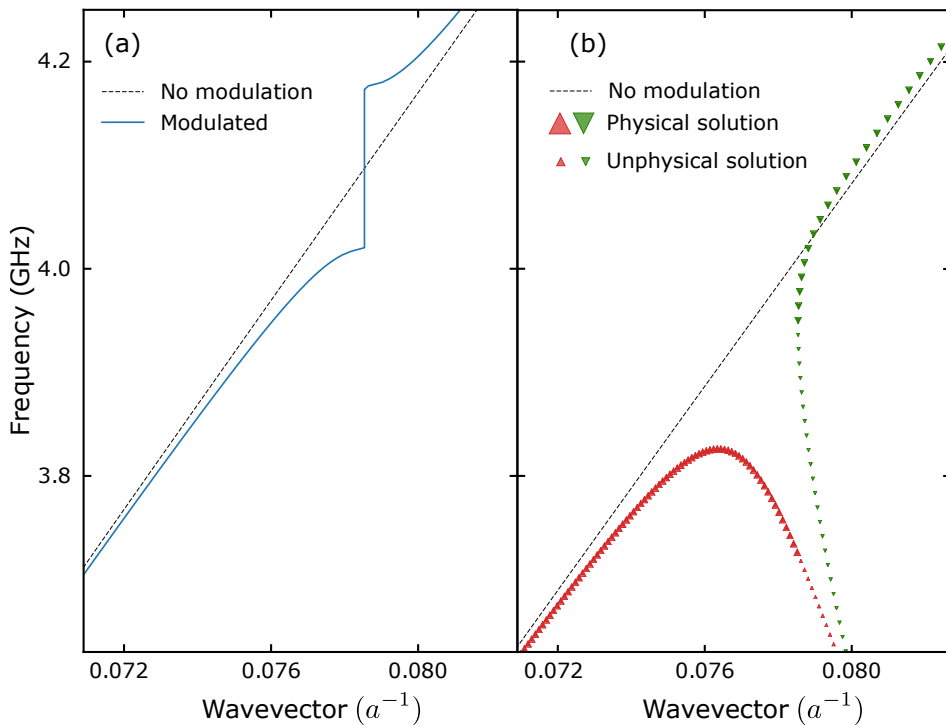 (a)
No modulation
Modulated
(b)
No modulation
Physical solution
Unphysical solution
Frequency (GHz)
4.2
4.0
3.8
0.072
0.076
0.080
0.072
0.076
0.080
Wavevector (a⁻¹)
Wavevector (a⁻¹)